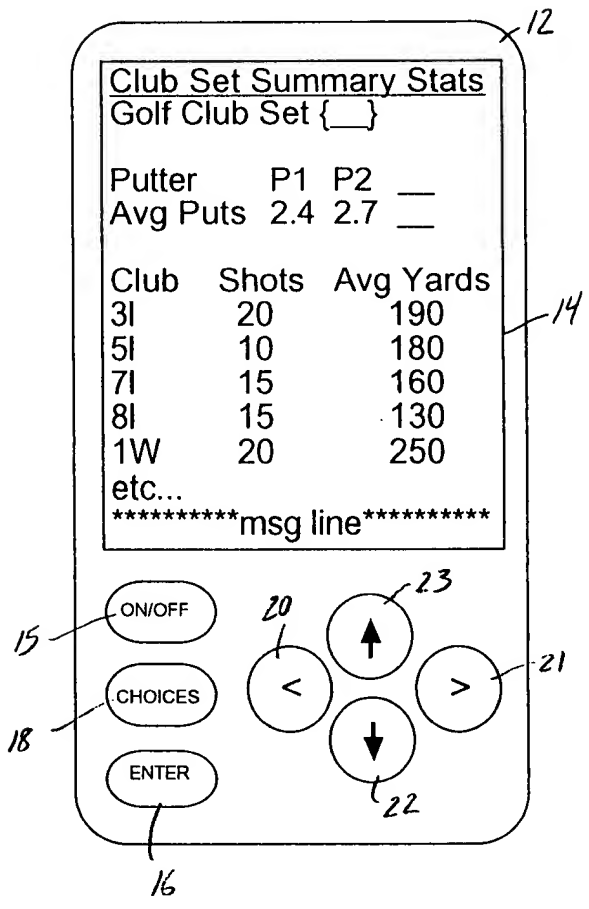 12
Club Set Summary Stats
Golf Club Set {__}
Putter P1 P2 __
Avg Puts 2.4 2.7 __
Club Shots Avg Yards
3I 20 190
14
5I 10 180
7I 15 160
8I 15 130
1W 20 250
etc...
**********msg line**********
23
20
ON/OFF
15
21
< ↑ >
CHOICES
18
↓
ENTER
22
16